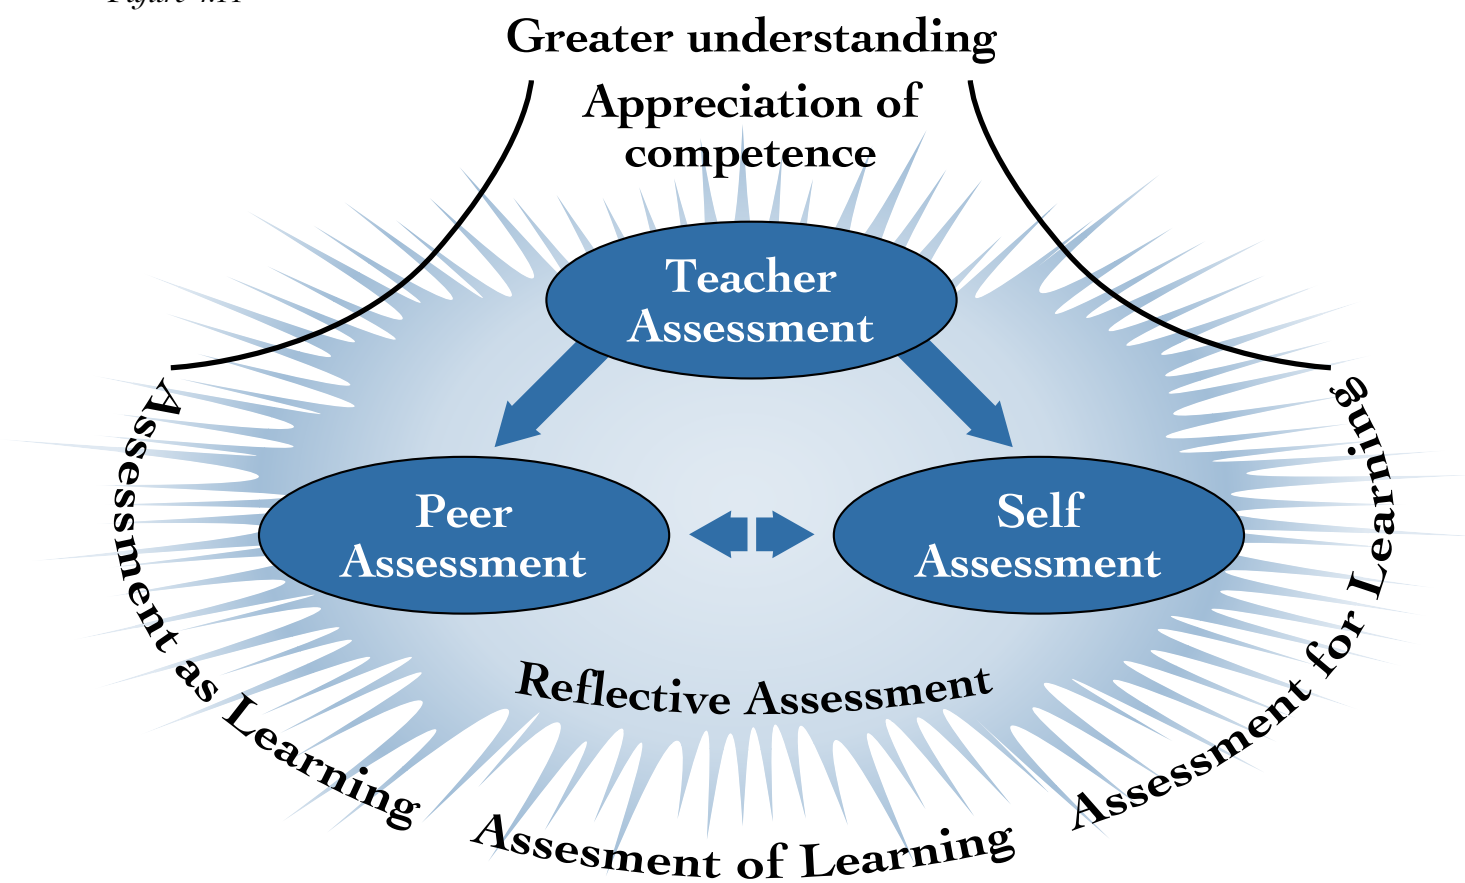 Greater understanding
Appreciation of
competence
Teacher
Assessment
Peer
Assessment
Self
Assessment
Reflective Assessment
Assessment as Learning
Assesment of Learning
Assessment for Learning